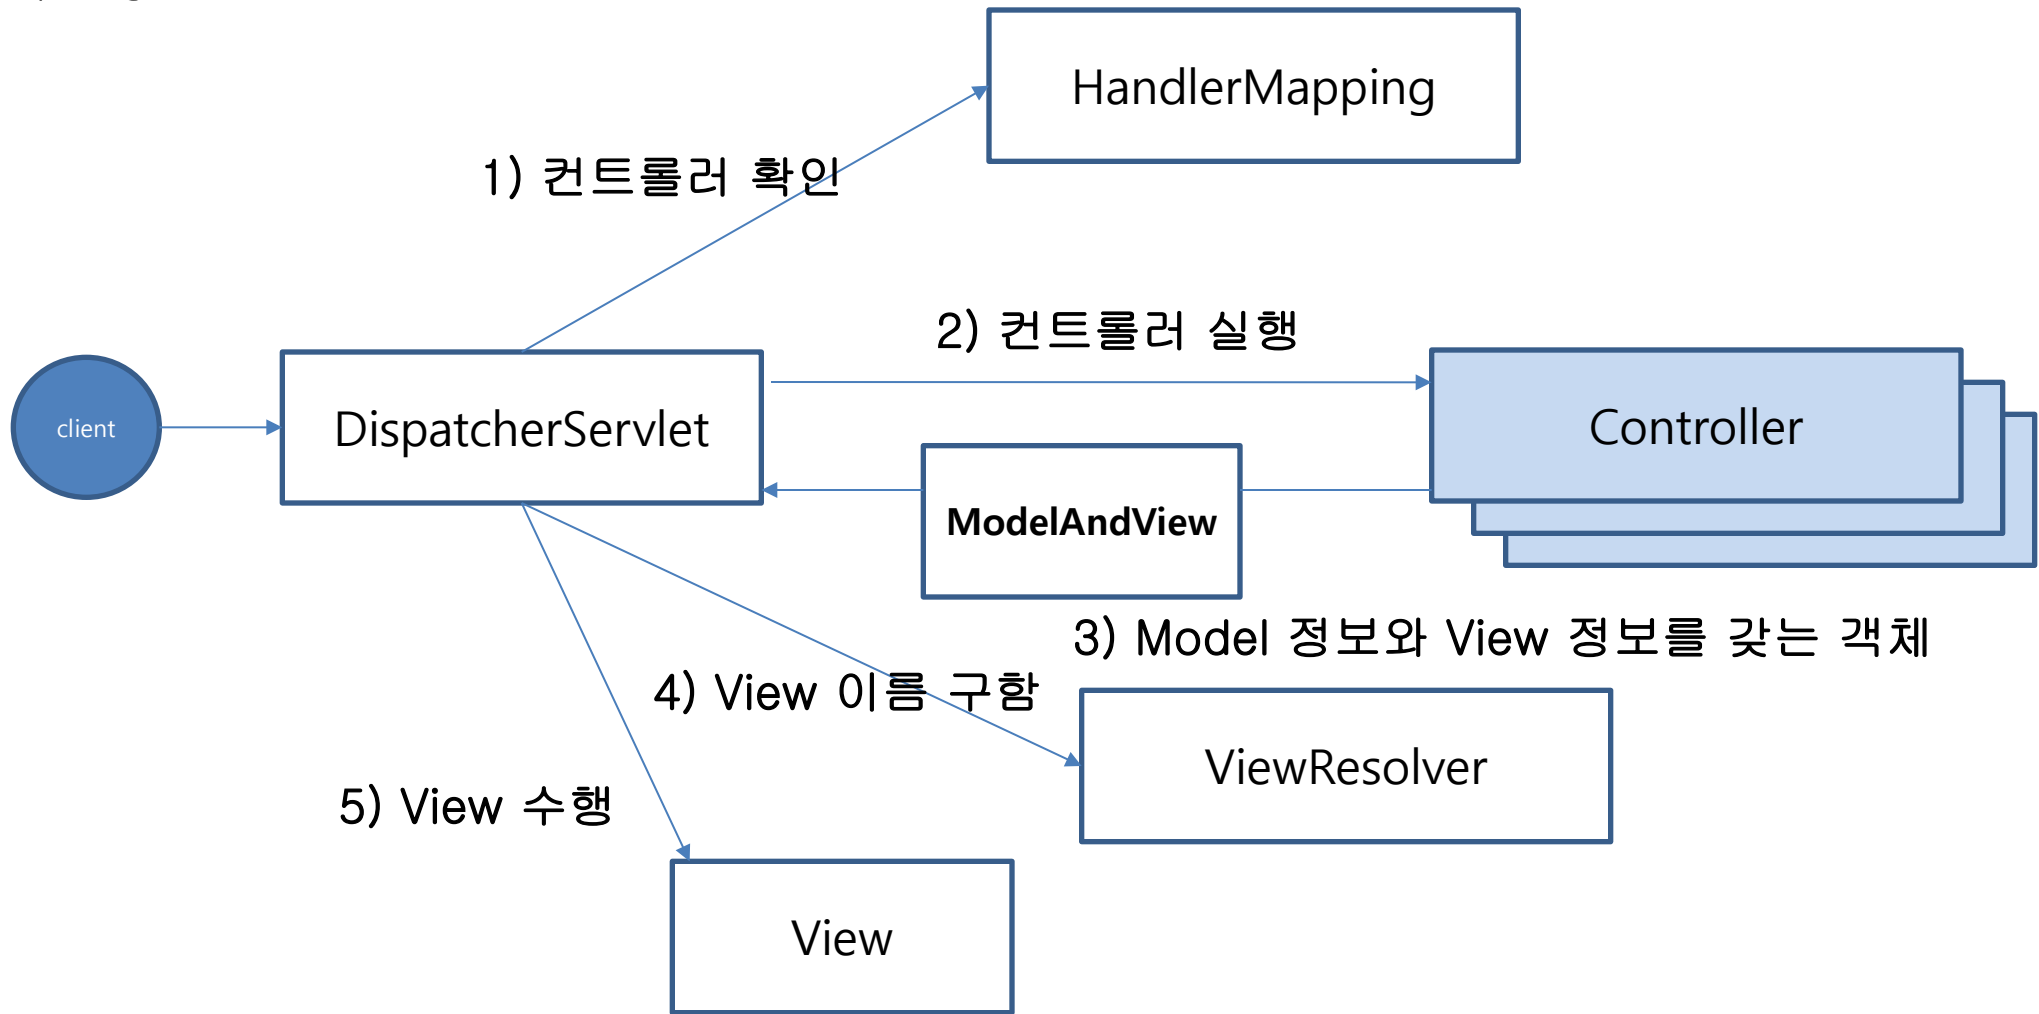 HandlerMapping
1) 컨트롤러 확인
2) 컨트롤러 실행
client
DispatcherServlet
Controller
ModelAndView
3) Model 정보와 View 정보를 갖는 객체
4) View 이름 구함
ViewResolver
5) View 수행
View